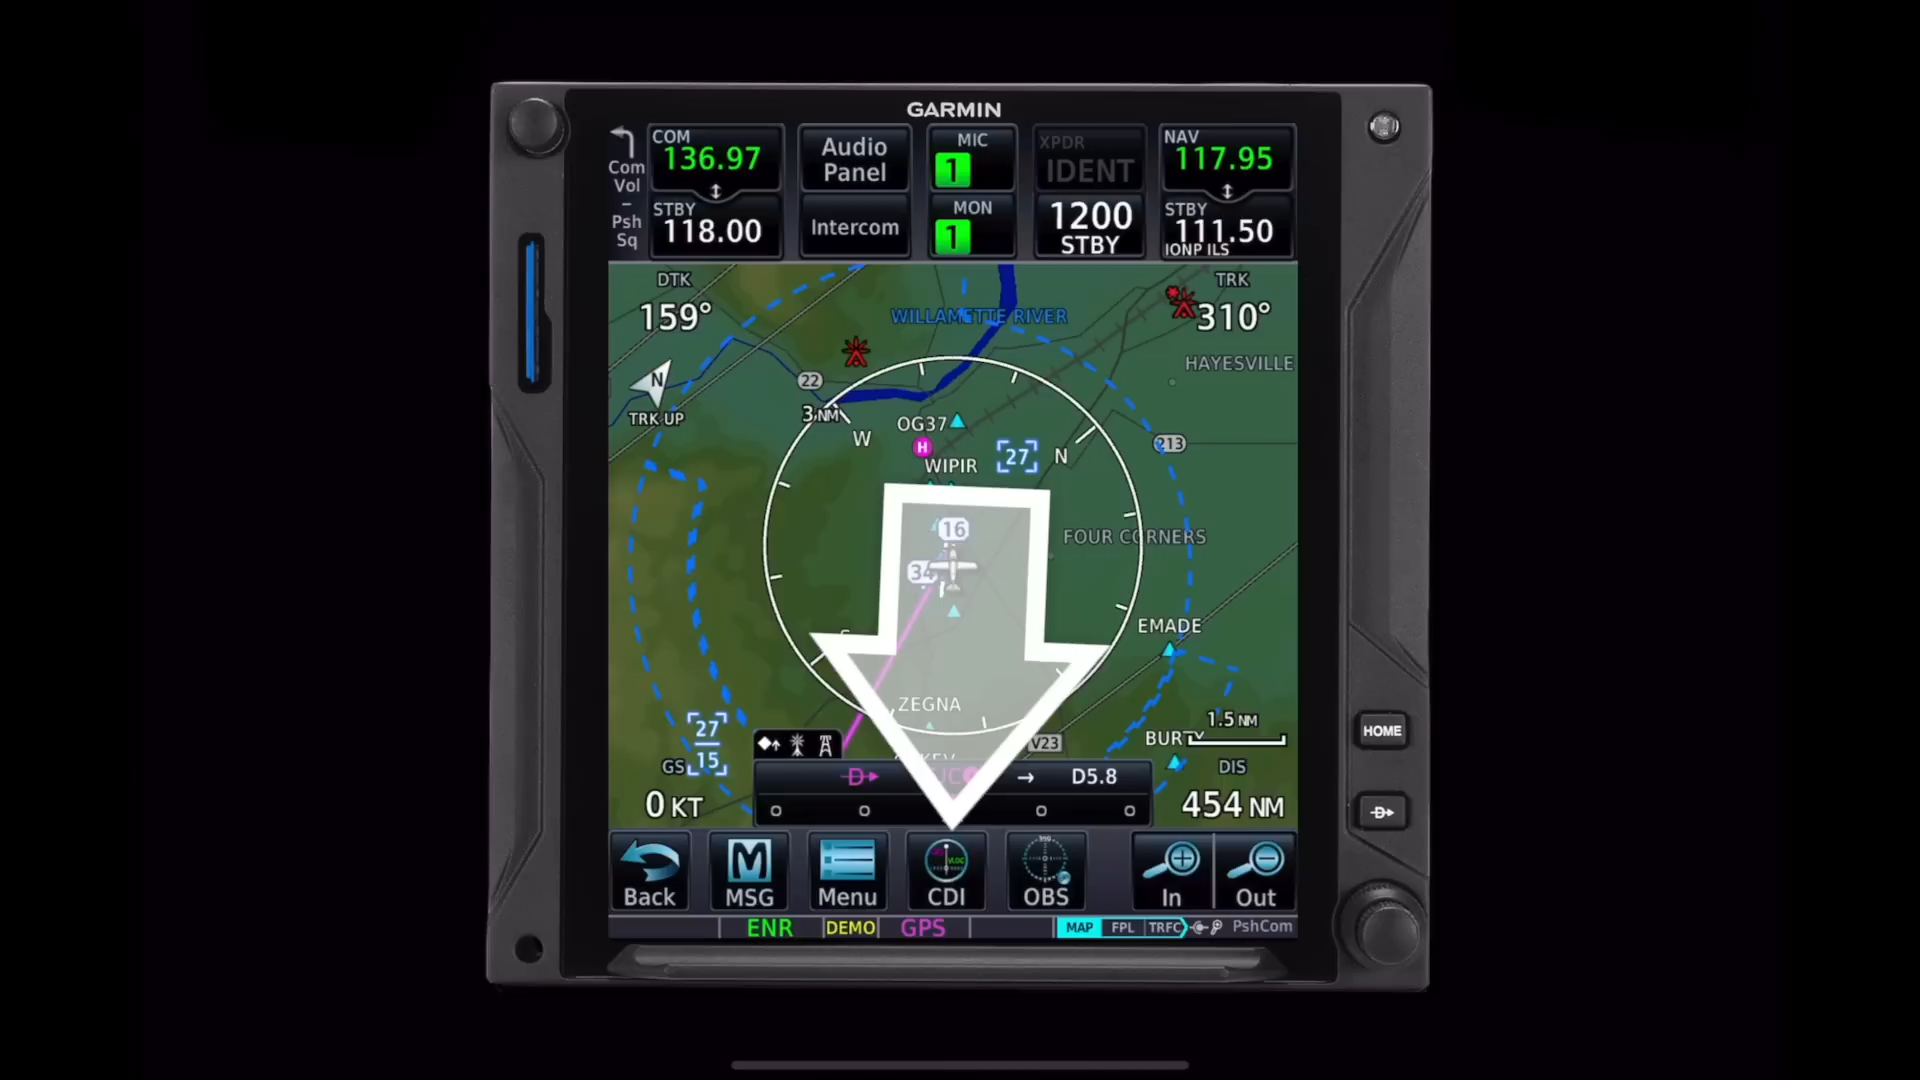 GARMIN
Com
Vol
-
Psh
Sq
COM
136.97
STBY
118.00
Audio
Panel
Intercom
MIC
1
MON
1
XPDR
IDENT
1200
STBY
NAV
117.95
STBY
111.50
IONP ILS
DTK
159°
TRK
310°
WILLAMETTE RIVER
HAYESVILLE
N
TRK UP
22
3NM
W
OG37
H
WIPIR
27
N
213
16
34
FOUR CORNERS
EMADE
ZEGNA
1.5 NM
V23
27
15
GS
0 KT
D
→ D5.8
DIS
454 NM
HOME
D
Back
MSG
Menu
VLOC
CDI
OBS
In
Out
ENR
DEMO
GPS
MAP
FPL
TRFC
PshCom